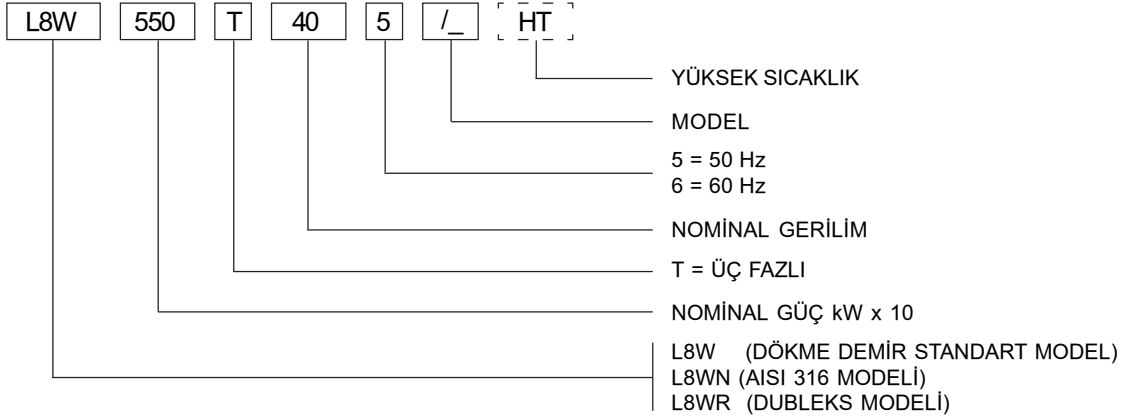 L8W 550 T 40 5 /_ HT
YÜKSEK SICAKLIK
MODEL
5 = 50 Hz
6 = 60 Hz
NOMİNAL GERİLİM
T = ÜÇ FAZLI
NOMİNAL GÜÇ kW x 10
L8W (DÖKME DEMİR STANDART MODEL)
L8WN (AISI 316 MODELİ)
L8WR (DUBLEKS MODELİ)